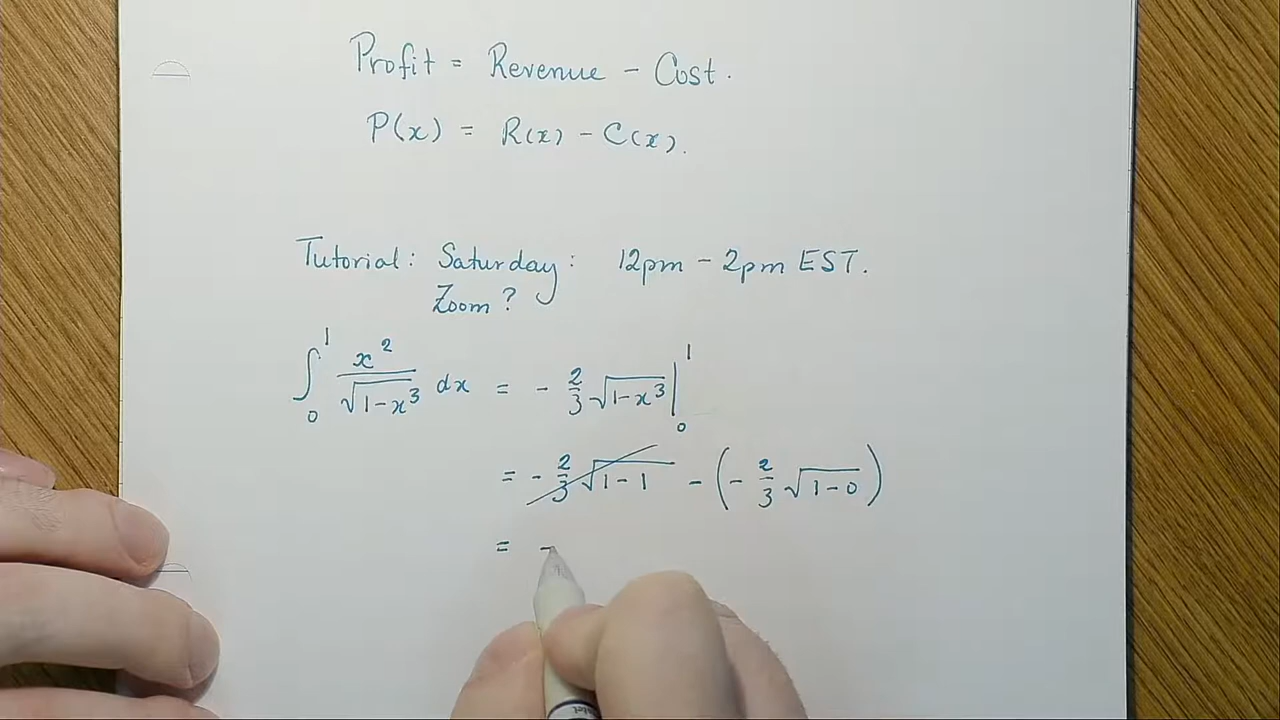 Profit = Revenue - Cost.
P(x) = R(x) - C(x).
Tutorial: Saturday: 12pm - 2pm EST.
Zoom?
∫₀¹ x²/√(1-x³) dx = - 2/3 √(1-x³) |₀¹
= - 2/3 √(1-1) - (- 2/3 √(1-0))
= -